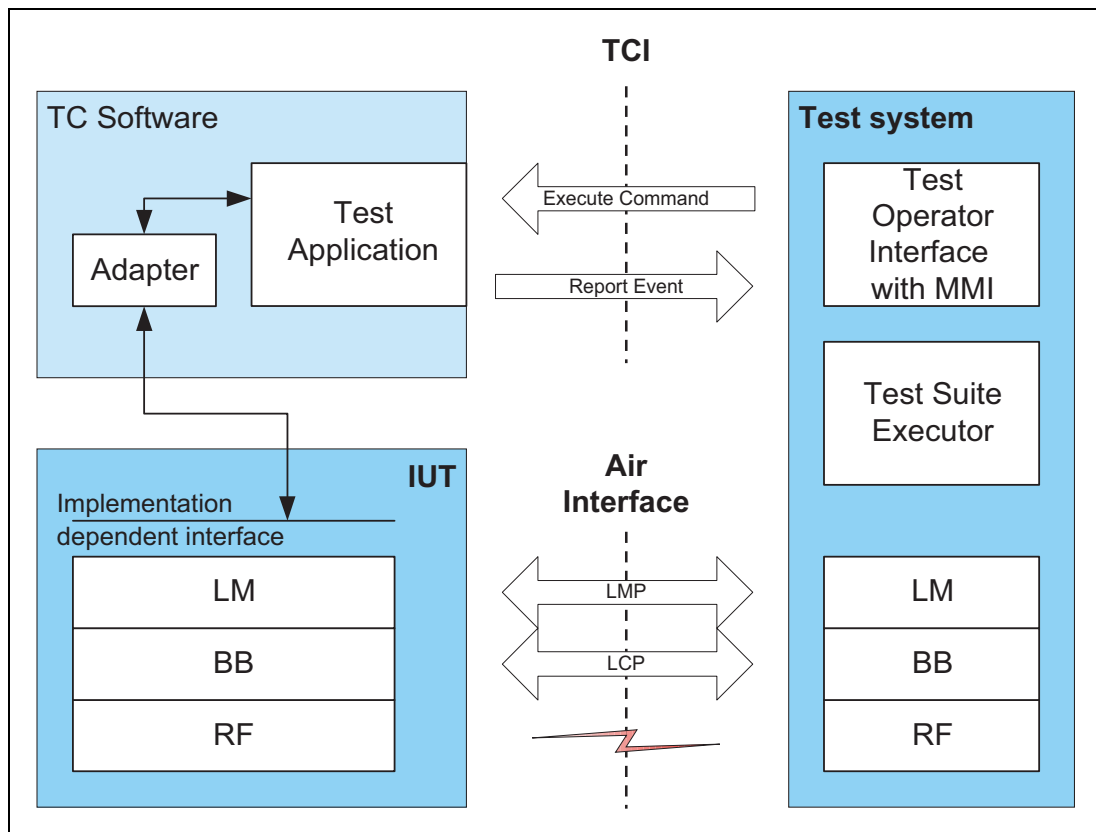 TCI
TC Software
Test
Application
Adapter
Execute Command
Report Event
Test system
Test
Operator
Interface
with MMI
Test Suite
Executor
IUT
Implementation
dependent interface
LM
BB
RF
Air
Interface
LMP
LCP
LM
BB
RF